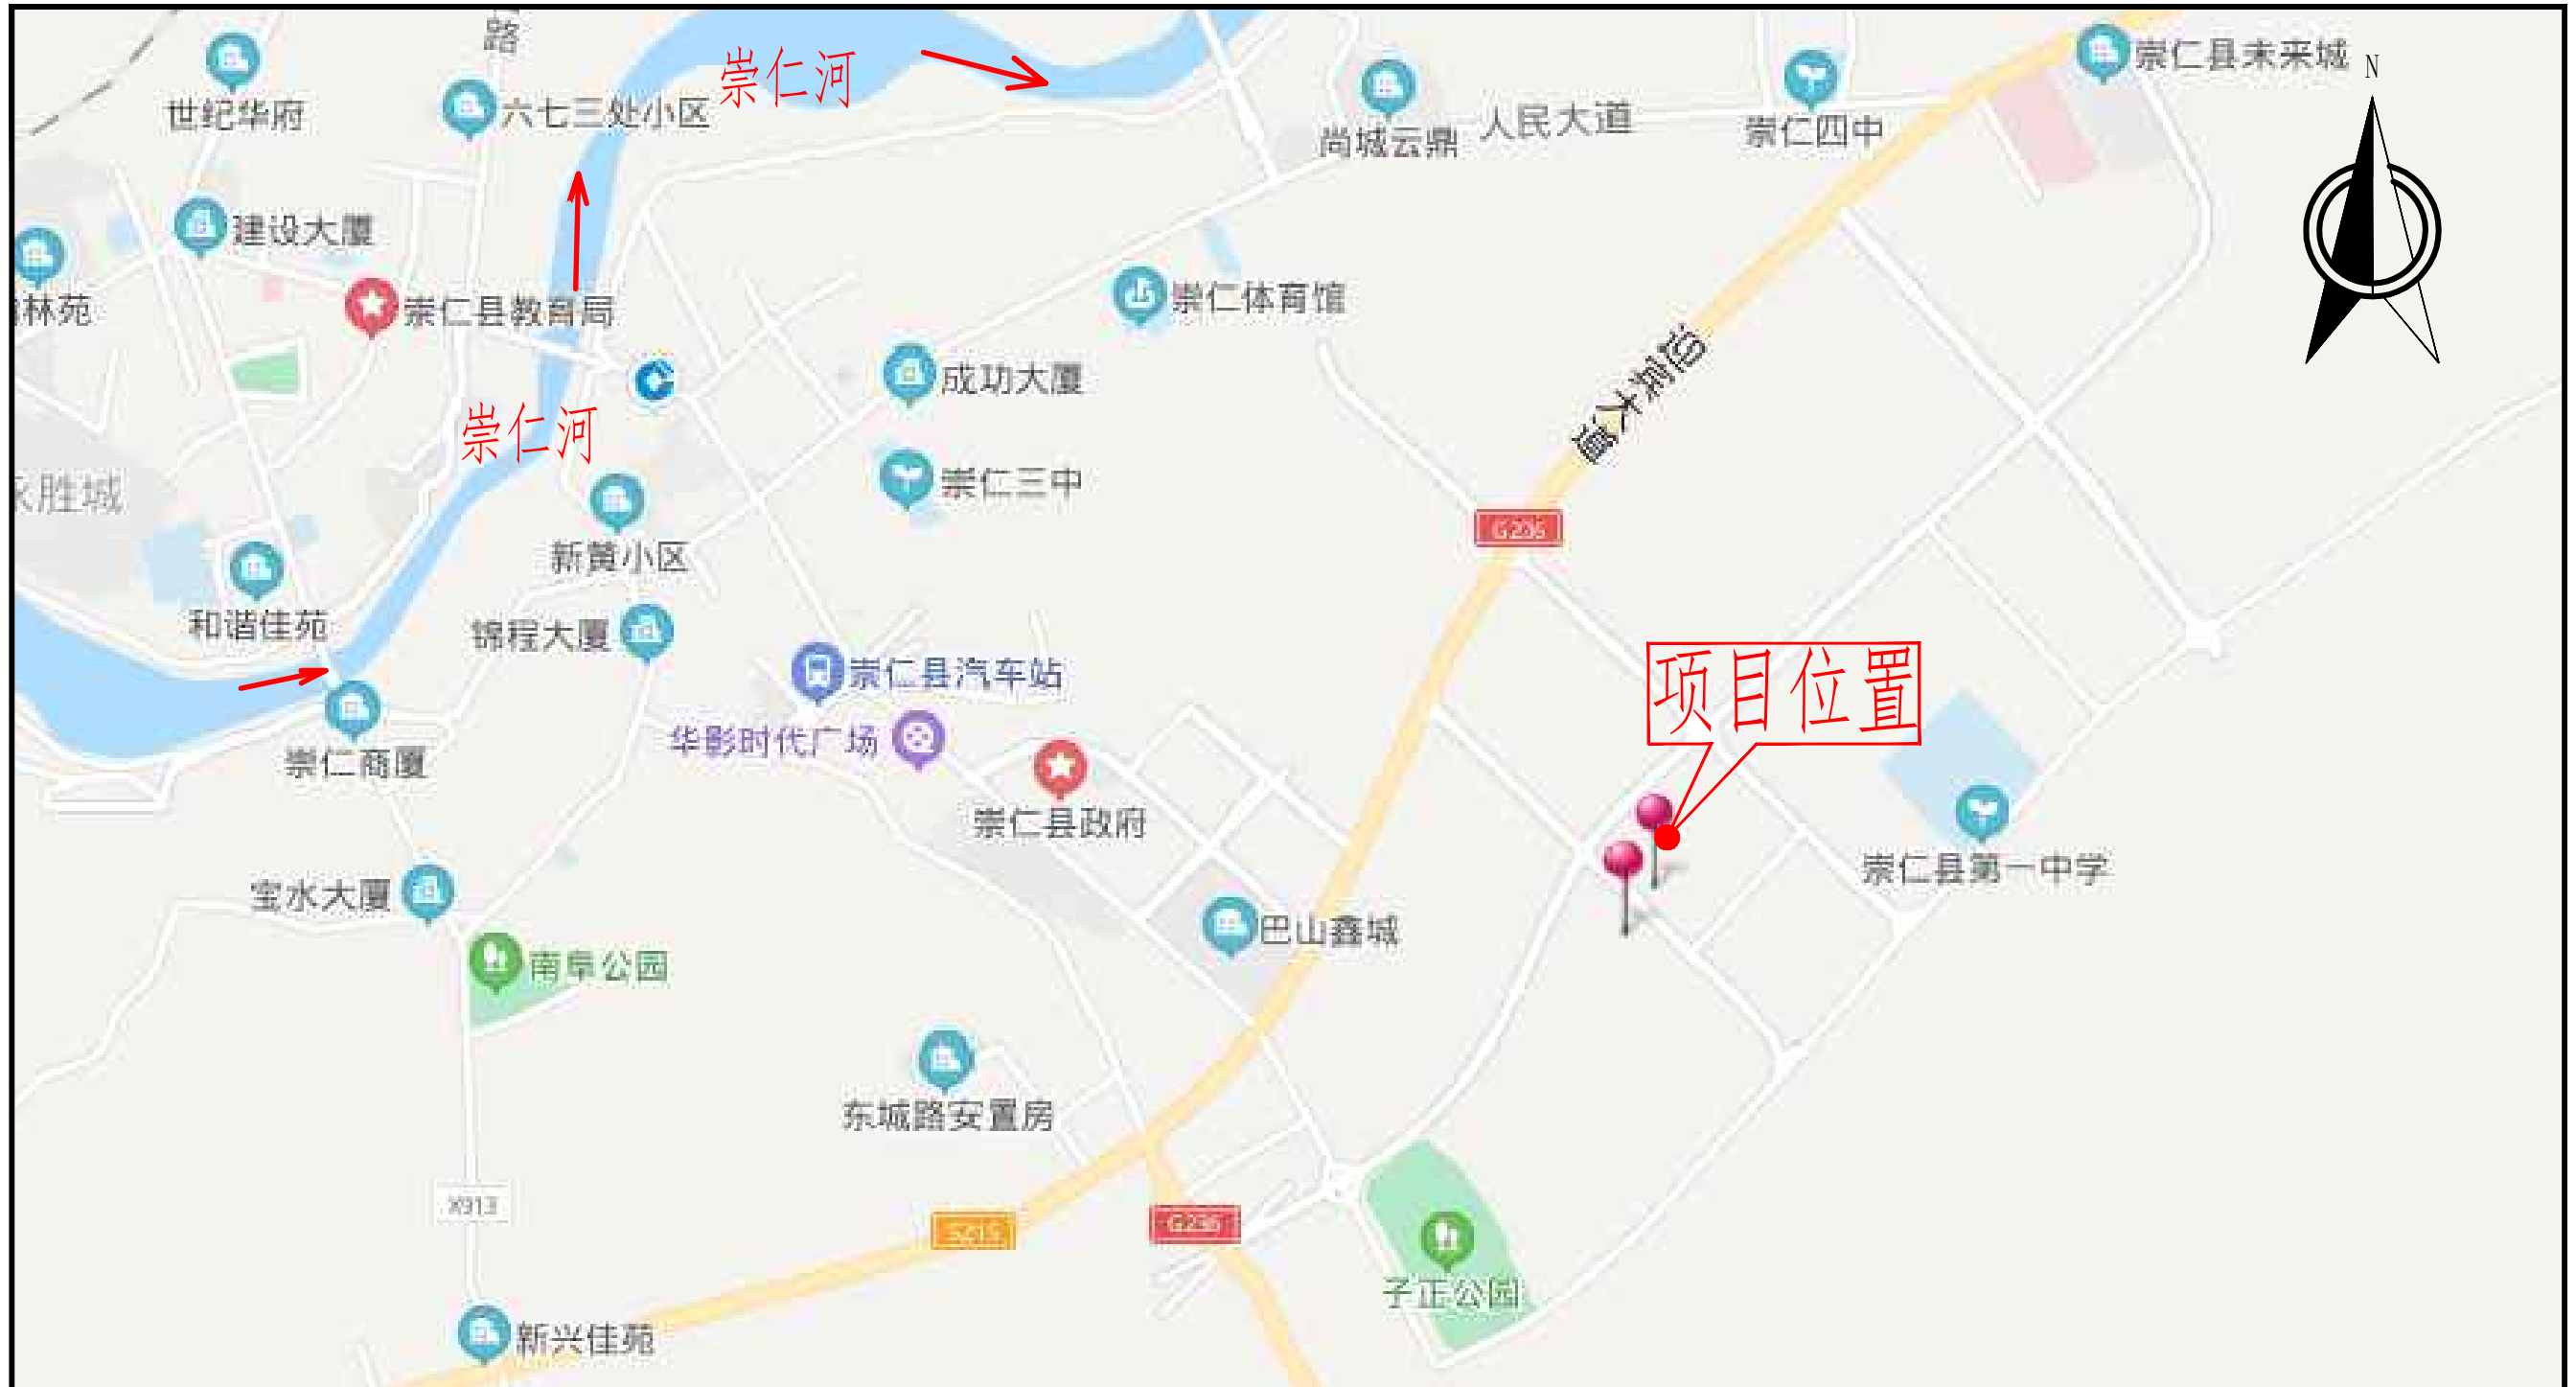 路
崇仁河
崇仁县未来城
N
世纪华府
六七三处小区
尚城云鼎
人民大道
崇仁四中
建设大厦
林苑
崇仁县教育局
崇仁体育馆
成功大厦
崇仁河
崇仁三中
胜城
G236
新黄小区
和谐佳苑
锦程大厦
崇仁县汽车站
项目位置
华影时代广场
崇仁商厦
崇仁县政府
崇仁县第一中学
宝水大厦
巴山鑫城
南阜公园
东城路安置房
X913
S215
G236
子正公园
新兴佳苑